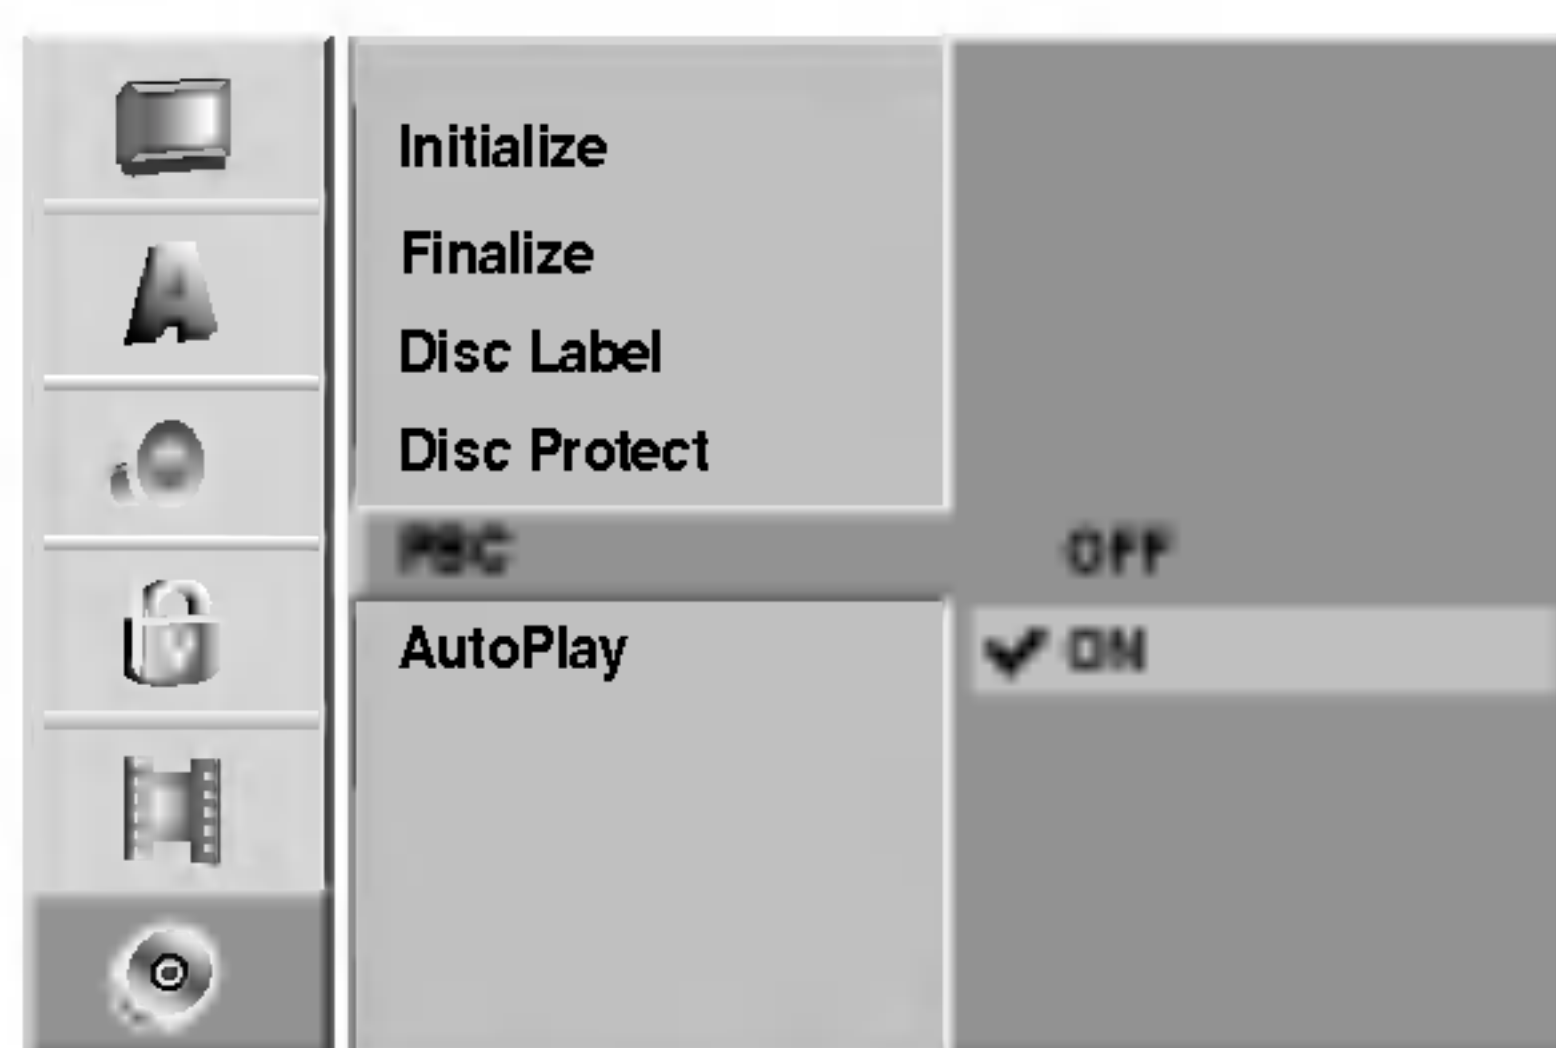 Initialize
Finalize
Disc Label
Disc Protect
PBC
OFF
AutoPlay
ON